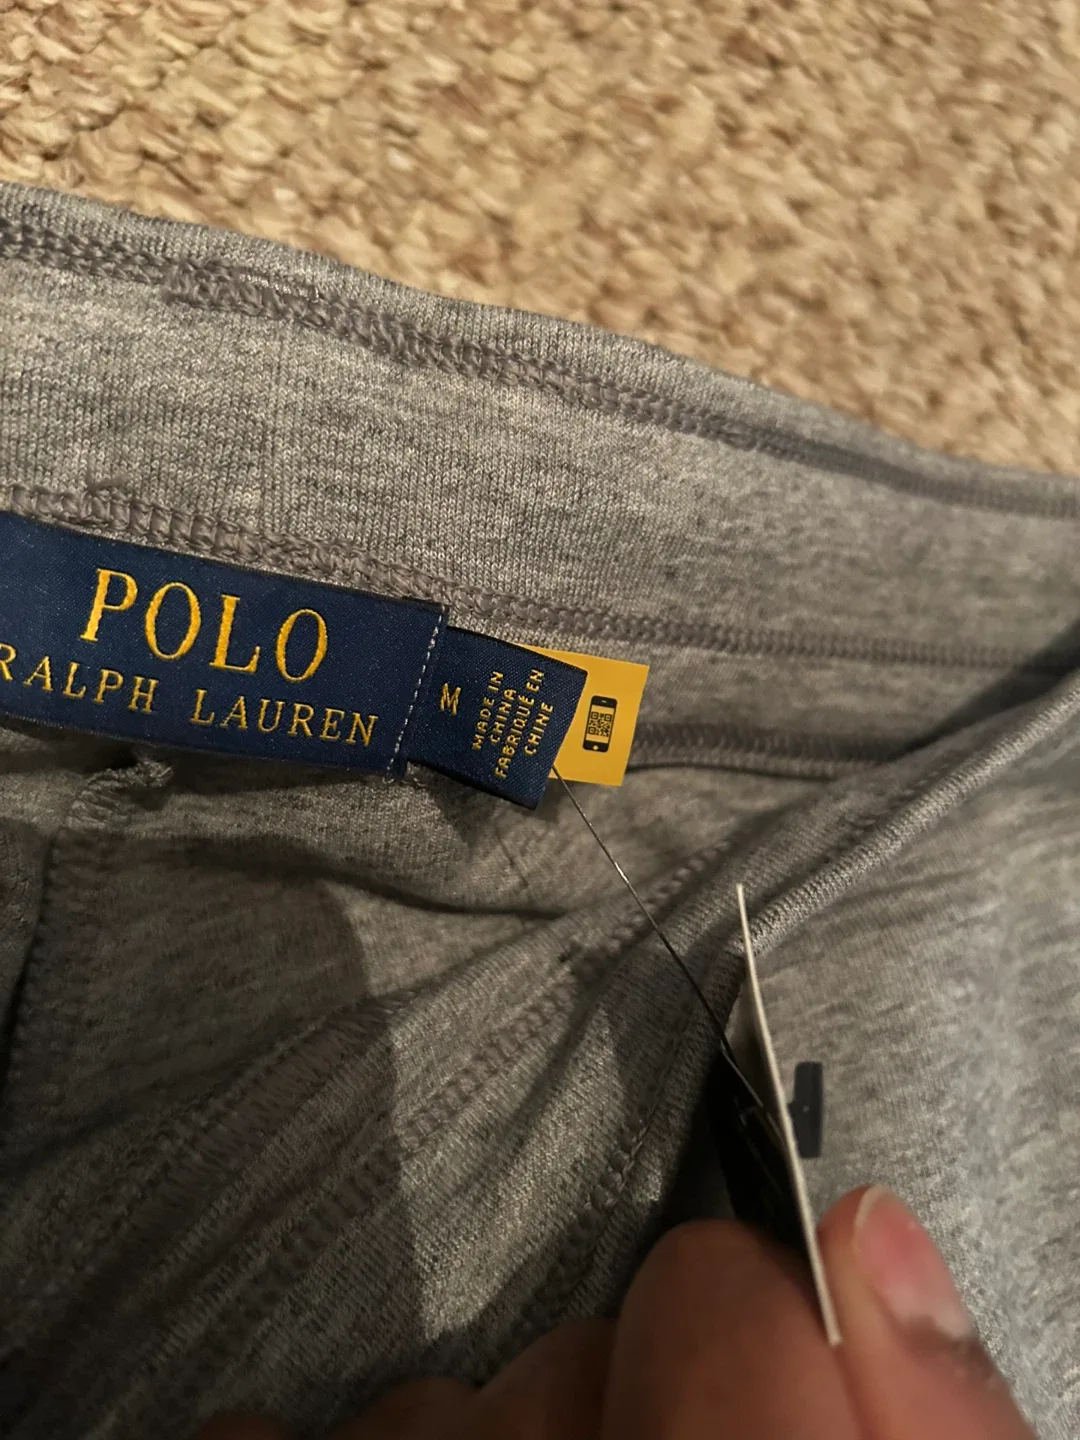 POLO
RALPH LAUREN
M
MADE IN
CHINA
FABRIQUÉ EN
CHINE